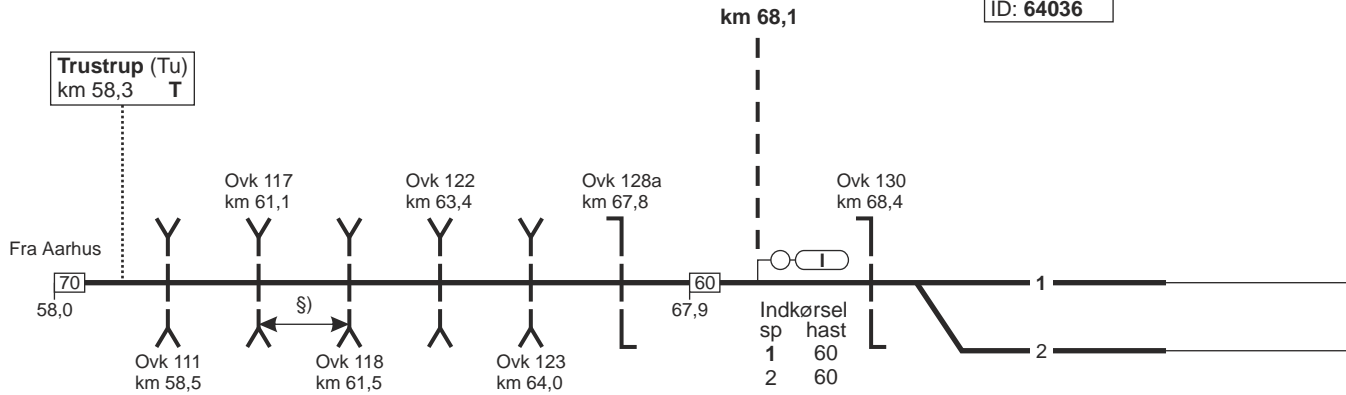 km 68,1
ID: 64036
Trustrup (Tu)
km 58,3 T
Ovk 117
km 61,1
Ovk 122
km 63,4
Ovk 128a
km 67,8
Ovk 130
km 68,4
Fra Aarhus
70
58,0
§)
60
67,9
I
1
2
Ovk 111
km 58,5
Ovk 118
km 61,5
Ovk 123
km 64,0
Indkørsel
sp hast
1 60
2 60